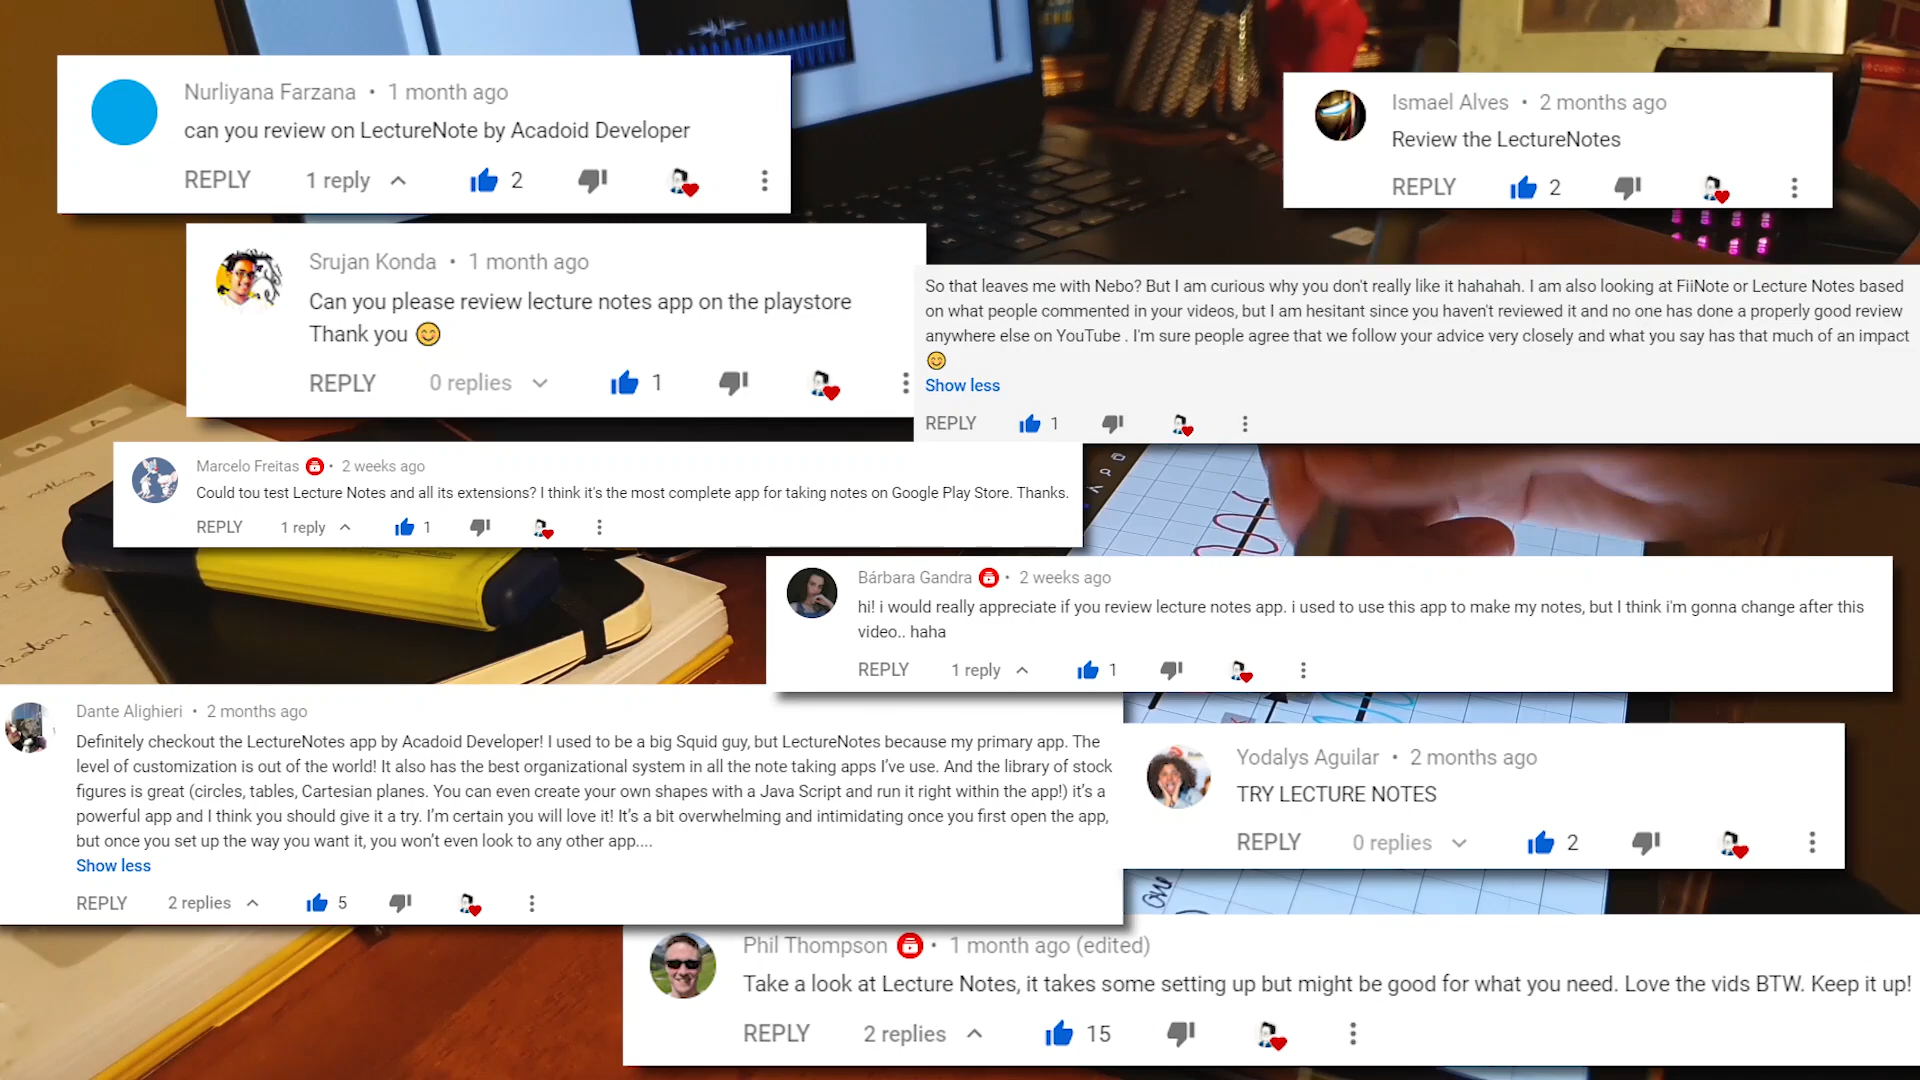 Nurliyana Farzana • 1 month ago
can you review on LectureNote by Acadoid Developer
REPLY 1 reply 2
Ismael Alves • 2 months ago
Review the LectureNotes
REPLY 2
Srujan Konda • 1 month ago
Can you please review lecture notes app on the playstore
Thank you 😊
REPLY 0 replies 1
So that leaves me with Nebo? But I am curious why you don't really like it hahahah. I am also looking at FiiNote or Lecture Notes based
on what people commented in your videos, but I am hesitant since you haven't reviewed it and no one has done a properly good review
anywhere else on YouTube . I'm sure people agree that we follow your advice very closely and what you say has that much of an impact
😊
Show less
REPLY 1
Marcelo Freitas • 2 weeks ago
Could tou test Lecture Notes and all its extensions? I think it's the most complete app for taking notes on Google Play Store. Thanks.
REPLY 1 reply 1
Bárbara Gandra • 2 weeks ago
hi! i would really appreciate if you review lecture notes app. i used to use this app to make my notes, but I think i'm gonna change after this
video.. haha
REPLY 1 reply 1
Dante Alighieri • 2 months ago
Definitely checkout the LectureNotes app by Acadoid Developer! I used to be a big Squid guy, but LectureNotes because my primary app. The
level of customization is out of the world! It also has the best organizational system in all the note taking apps I've use. And the library of stock
figures is great (circles, tables, Cartesian planes. You can even create your own shapes with a Java Script and run it right within the app!) it's a
powerful app and I think you should give it a try. I'm certain you will love it! It's a bit overwhelming and intimidating once you first open the app,
but once you set up the way you want it, you won't even look to any other app....
Show less
REPLY 2 replies 5
Yodalys Aguilar • 2 months ago
TRY LECTURE NOTES
REPLY 0 replies 2
Phil Thompson • 1 month ago (edited)
Take a look at Lecture Notes, it takes some setting up but might be good for what you need. Love the vids BTW. Keep it up!
REPLY 2 replies 15
M A
nothing
Study
one